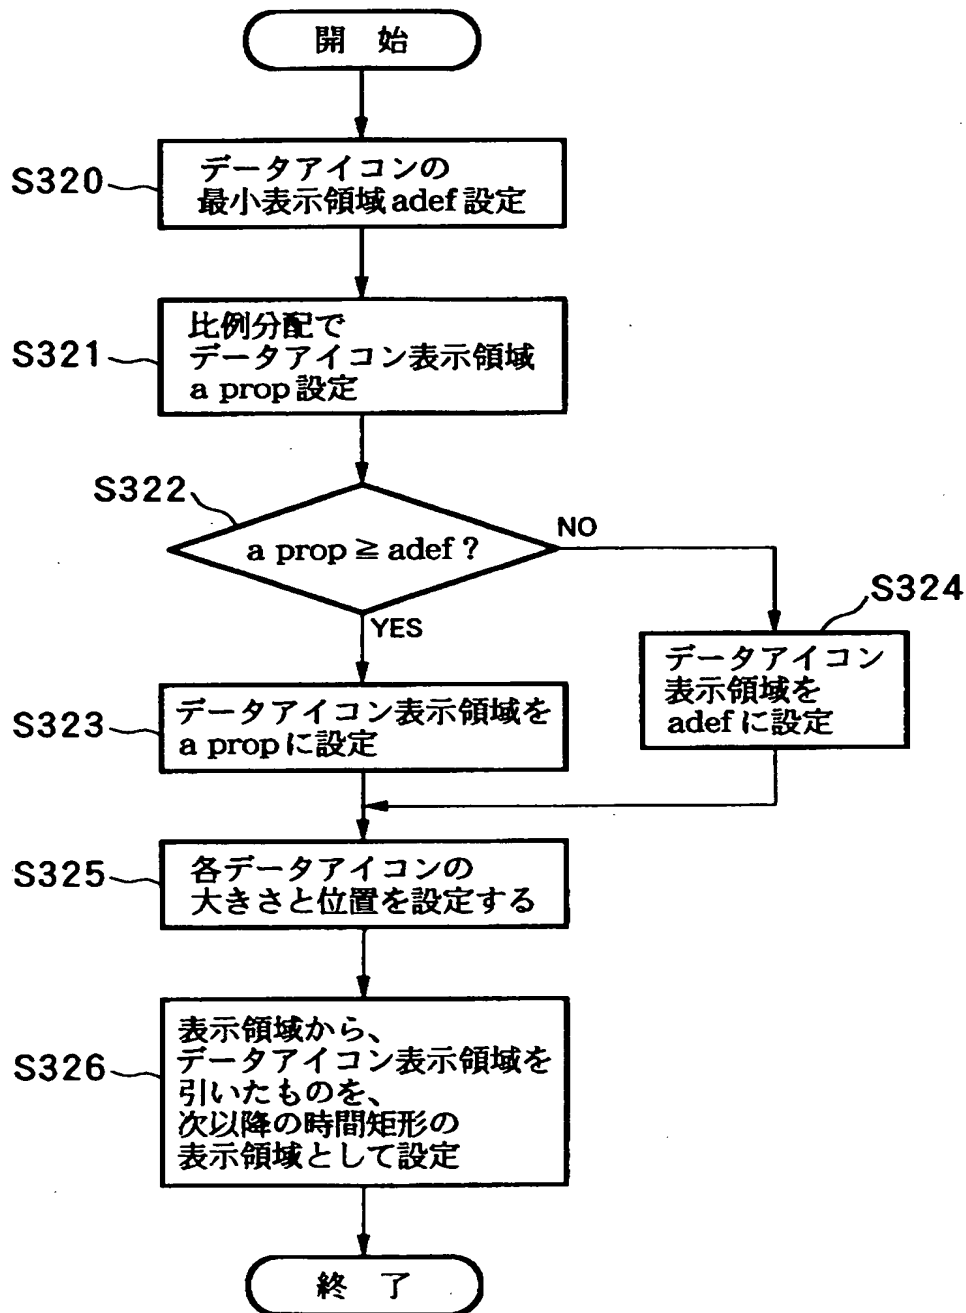 開 始
S320
データアイコンの
最小表示領域adef設定
S321
比例分配で
データアイコン表示領域
a prop設定
S322
a prop ≧ adef ?
NO
YES
S323
データアイコン表示領域を
a propに設定
S324
データアイコン
表示領域を
adefに設定
S325
各データアイコンの
大きさと位置を設定する
S326
表示領域から、
データアイコン表示領域を
引いたものを、
次以降の時間矩形の
表示領域として設定
終 了